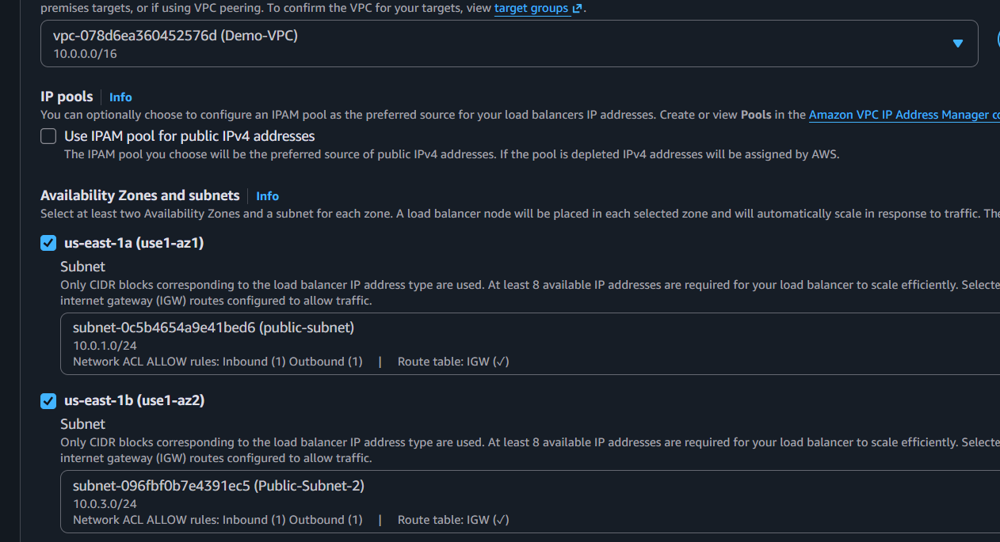 premises targets, or if using VPC peering. To confirm the VPC for your targets, view target groups.
vpc-078d6ea360452576d (Demo-VPC)
10.0.0.0/16
IP pools | Info
You can optionally choose to configure an IPAM pool as the preferred source for your load balancers IP addresses. Create or view Pools in the Amazon VPC IP Address Manager co
Use IPAM pool for public IPv4 addresses
The IPAM pool you choose will be the preferred source of public IPv4 addresses. If the pool is depleted IPv4 addresses will be assigned by AWS.
Availability Zones and subnets | Info
Select at least two Availability Zones and a subnet for each zone. A load balancer node will be placed in each selected zone and will automatically scale in response to traffic. The
us-east-1a (use1-az1)
Subnet
Only CIDR blocks corresponding to the load balancer IP address type are used. At least 8 available IP addresses are required for your load balancer to scale efficiently. Selecte
internet gateway (IGW) routes configured to allow traffic.
subnet-0c5b4654a9e41bed6 (public-subnet)
10.0.1.0/24
Network ACL ALLOW rules: Inbound (1) Outbound (1) | Route table: IGW (✓)
us-east-1b (use1-az2)
Subnet
Only CIDR blocks corresponding to the load balancer IP address type are used. At least 8 available IP addresses are required for your load balancer to scale efficiently. Selecte
internet gateway (IGW) routes configured to allow traffic.
subnet-096fbf0b7e4391ec5 (Public-Subnet-2)
10.0.3.0/24
Network ACL ALLOW rules: Inbound (1) Outbound (1) | Route table: IGW (✓)